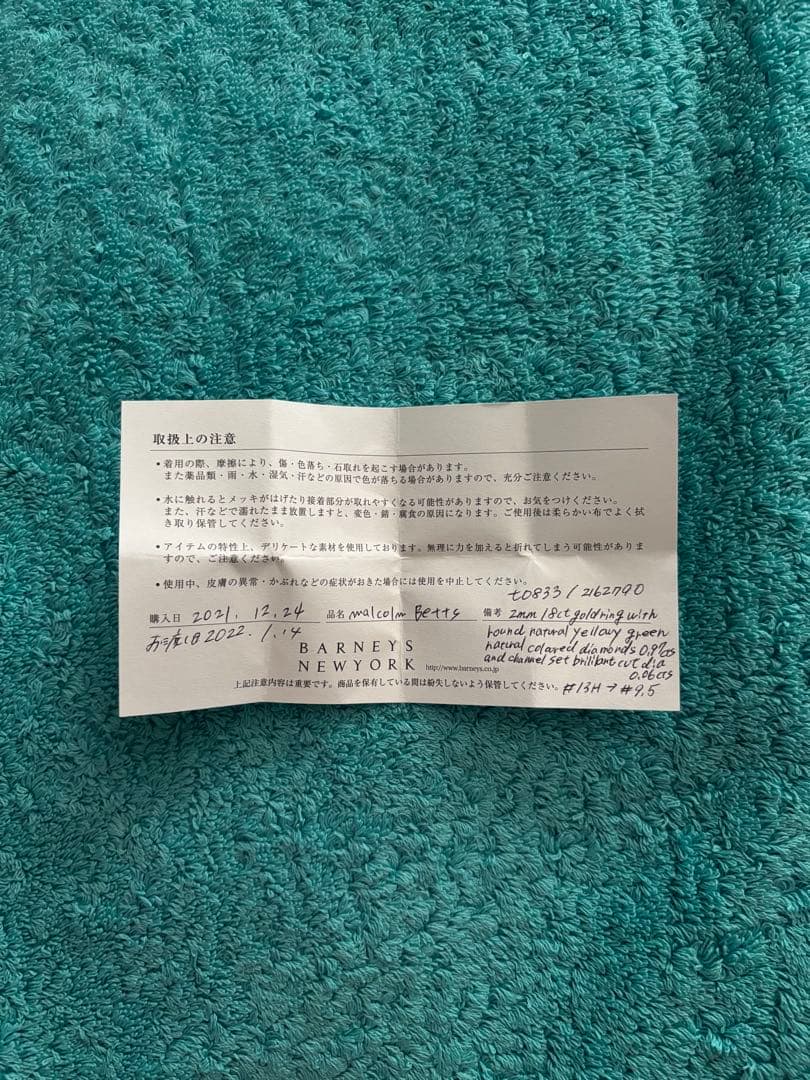 取扱上の注意
• 着用の際、摩擦により、傷・色落ち・石取れを起こす場合があります。
また薬品類・雨・水・湿気・汗などの原因で色が落ちる場合がありますので、充分ご注意ください。
• 水に触れるとメッキがはげたり接着部分が取れやすくなる可能性がありますので、お気をつけください。
また、汗などで濡れたまま放置しますと、変色・錆・腐食の原因になります。ご使用後は柔らかい布でよく拭
き取り保管してください。
• アイテムの特性上、デリケートな素材を使用しております。無理に力を加えると折れてしまう可能性がありま
すので、ご注意ください。
• 使用中、皮膚の異常・かぶれなどの症状がおきた場合には使用を中止してください。
t0833 / 2162790
購入日 2021. 12. 24 品名 malcolm Betts 備考 2mm 18ct gold ring with
お渡し日 2022. 1. 14
round natural yellowy green
natural colared diamonds 0.97cts
and channel set brilliant cut dia
0.06cts
BARNEYS
NEWYORK http://www.barneys.co.jp
上記注意内容は重要です。商品を保有している間は紛失しないよう保管してください。 #13H → #9.5